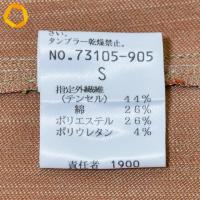 さい。
タンブラー乾燥禁止。
NO.73105-905
S
指定外繊維
(テンセル) 44%
綿 26%
ポリエステル 26%
ポリウレタン 4%
責任者 1900